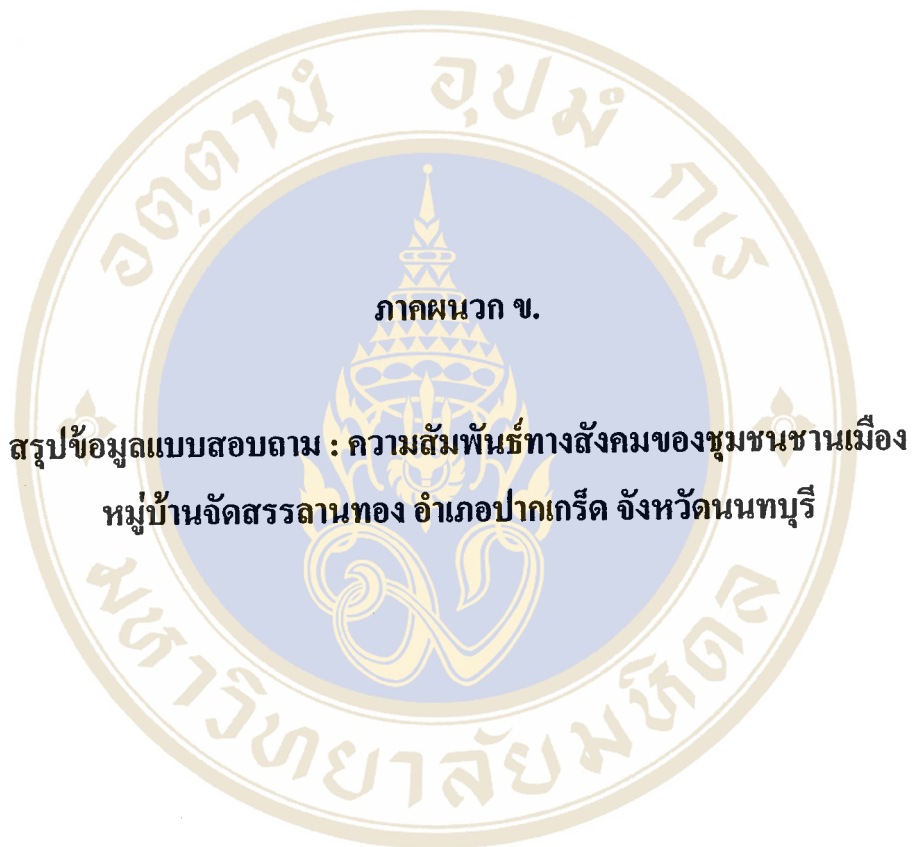 อตฺตานํ อุปมํ กเร
ภาคผนวก ข.
สรุปข้อมูลแบบสอบถาม : ความสัมพันธ์ทางสังคมของชุมชนชานเมือง
หมู่บ้านจัดสรรลานทอง อำเภอปากเกร็ด จังหวัดนนทบุรี
มหาวิทยาลัยมหิดล